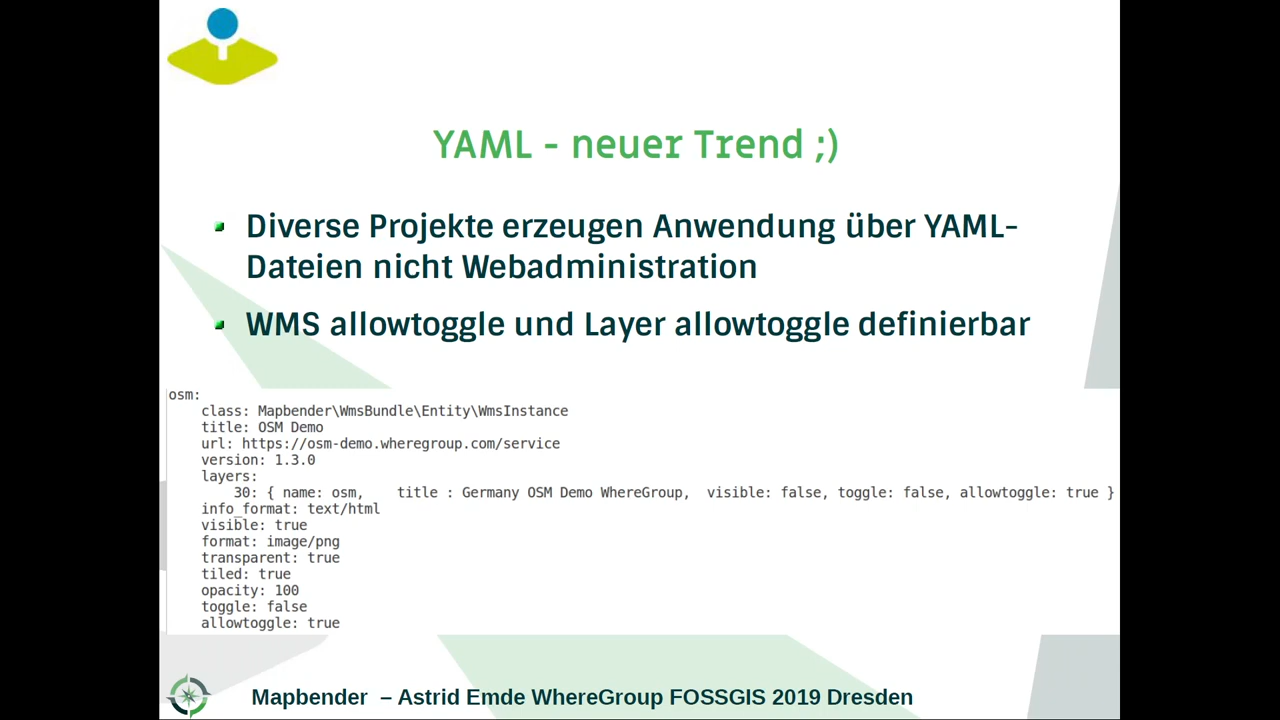 YAML - neuer Trend ;)
Diverse Projekte erzeugen Anwendung über YAML-
Dateien nicht Webadministration
WMS allowtoggle und Layer allowtoggle definierbar
osm:
    class: Mapbender\WmsBundle\Entity\WmsInstance
    title: OSM Demo
    url: https://osm-demo.wheregroup.com/service
    version: 1.3.0
    layers:
        30: { name: osm,    title : Germany OSM Demo WhereGroup,  visible: false, toggle: false, allowtoggle: true }
    info_format: text/html
    visible: true
    format: image/png
    transparent: true
    tiled: true
    opacity: 100
    toggle: false
    allowtoggle: true
Mapbender – Astrid Emde WhereGroup FOSSGIS 2019 Dresden